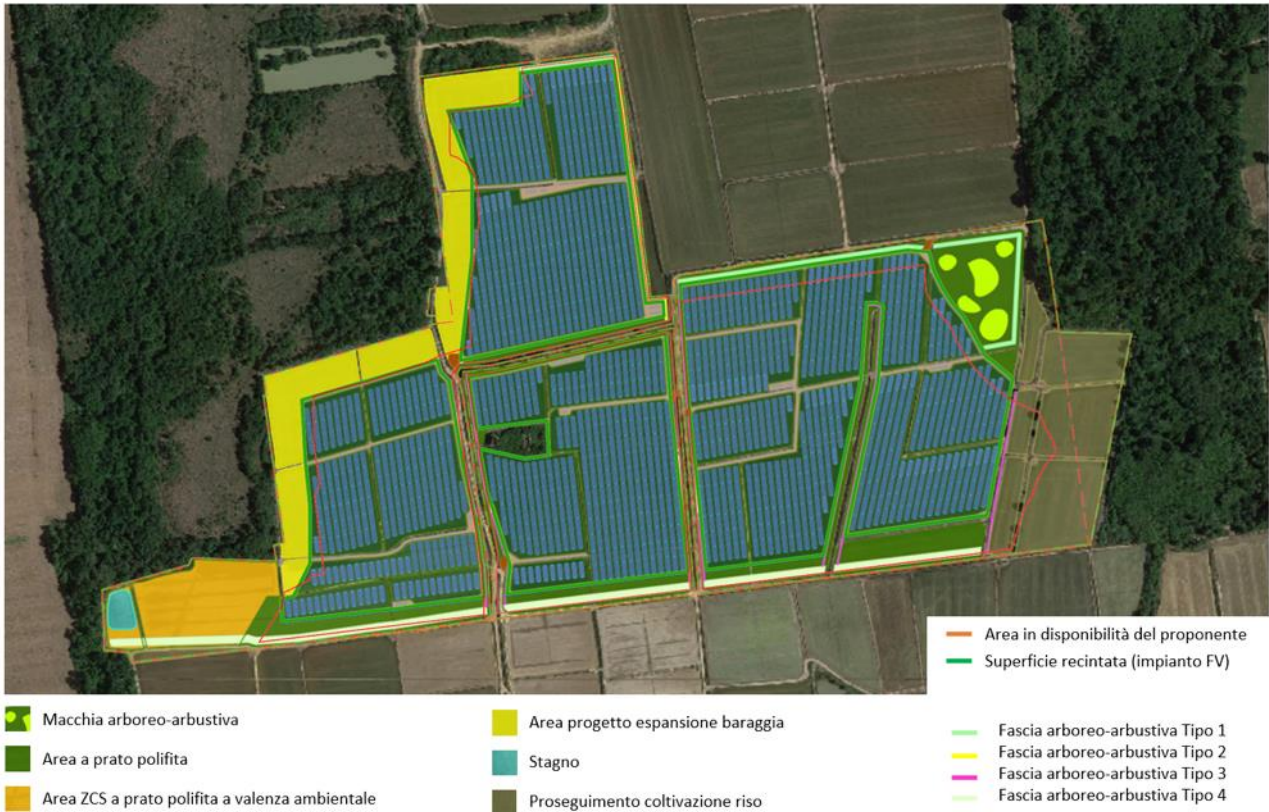 Area in disponibilità del proponente
Superficie recintata (impianto FV)
Macchia arboreo-arbustiva
Area a prato polifita
Area ZCS a prato polifita a valenza ambientale
Area progetto espansione baraggia
Stagno
Proseguimento coltivazione riso
Fascia arboreo-arbustiva Tipo 1
Fascia arboreo-arbustiva Tipo 2
Fascia arboreo-arbustiva Tipo 3
Fascia arboreo-arbustiva Tipo 4